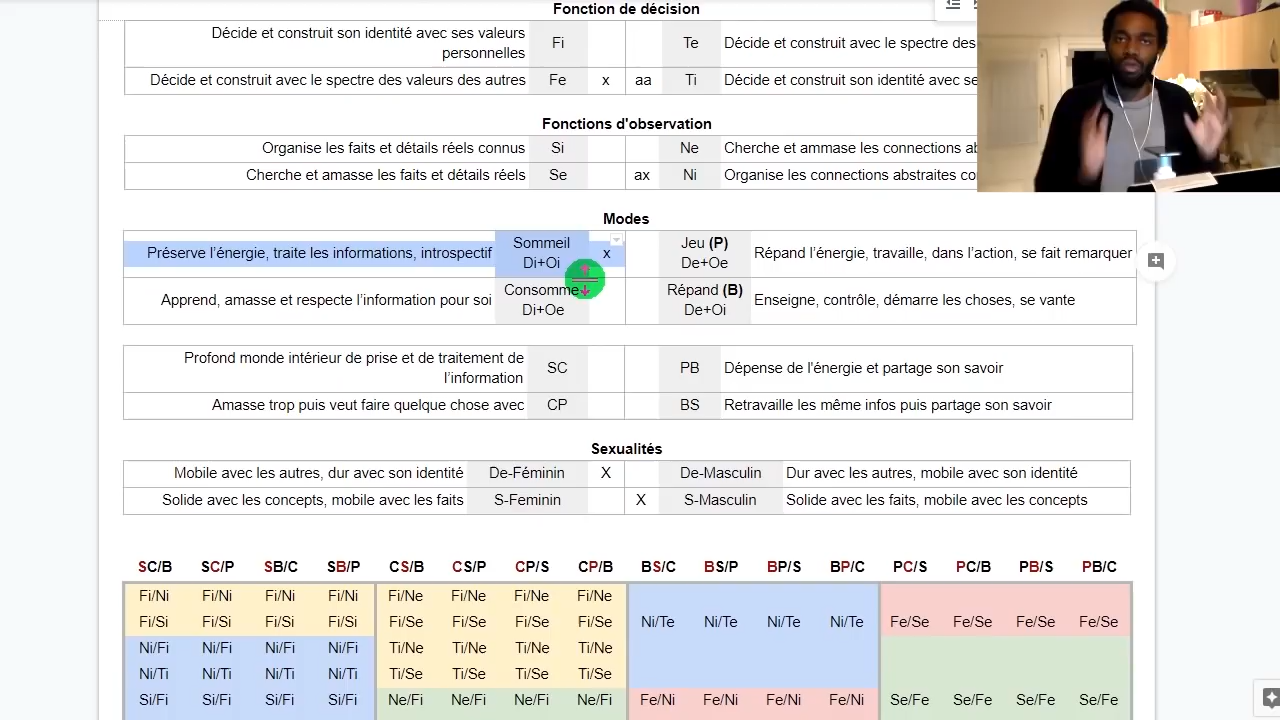 Fonction de décision
Décide et construit son identité avec ses valeurs personnelles Fi Te Décide et construit avec le spectre des
Décide et construit avec le spectre des valeurs des autres Fe x aa Ti Décide et construit son identité avec se
Fonctions d'observation
Organise les faits et détails réels connus Si Ne Cherche et ammase les connections ab
Cherche et amasse les faits et détails réels Se ax Ni Organise les connections abstraites co
Modes
Préserve l'énergie, traite les informations, introspectif Sommeil Di+Oi x Jeu (P) De+Oe Répand l'énergie, travaille, dans l'action, se fait remarquer
Apprend, amasse et respecte l'information pour soi Consomme Di+Oe Répand (B) De+Oi Enseigne, contrôle, démarre les choses, se vante
Profond monde intérieur de prise et de traitement de l'information SC PB Dépense de l'énergie et partage son savoir
Amasse trop puis veut faire quelque chose avec CP BS Retravaille les même infos puis partage son savoir
Sexualités
Mobile avec les autres, dur avec son identité De-Féminin X De-Masculin Dur avec les autres, mobile avec son identité
Solide avec les concepts, mobile avec les faits S-Feminin X S-Masculin Solide avec les faits, mobile avec les concepts
SC/B SC/P SB/C SB/P CS/B CS/P CP/S CP/B BS/C BS/P BP/S BP/C PC/S PC/B PB/S PB/C
Fi/Ni Fi/Ni Fi/Ni Fi/Ni Fi/Ne Fi/Ne Fi/Ne Fi/Ne
Fi/Si Fi/Si Fi/Si Fi/Si Fi/Se Fi/Se Fi/Se Fi/Se Ni/Te Ni/Te Ni/Te Ni/Te Fe/Se Fe/Se Fe/Se Fe/Se
Ni/Fi Ni/Fi Ni/Fi Ni/Fi Ti/Ne Ti/Ne Ti/Ne Ti/Ne
Ni/Ti Ni/Ti Ni/Ti Ni/Ti Ti/Se Ti/Se Ti/Se Ti/Se
Si/Fi Si/Fi Si/Fi Si/Fi Ne/Fi Ne/Fi Ne/Fi Ne/Fi Fe/Ni Fe/Ni Fe/Ni Fe/Ni Se/Fe Se/Fe Se/Fe Se/Fe